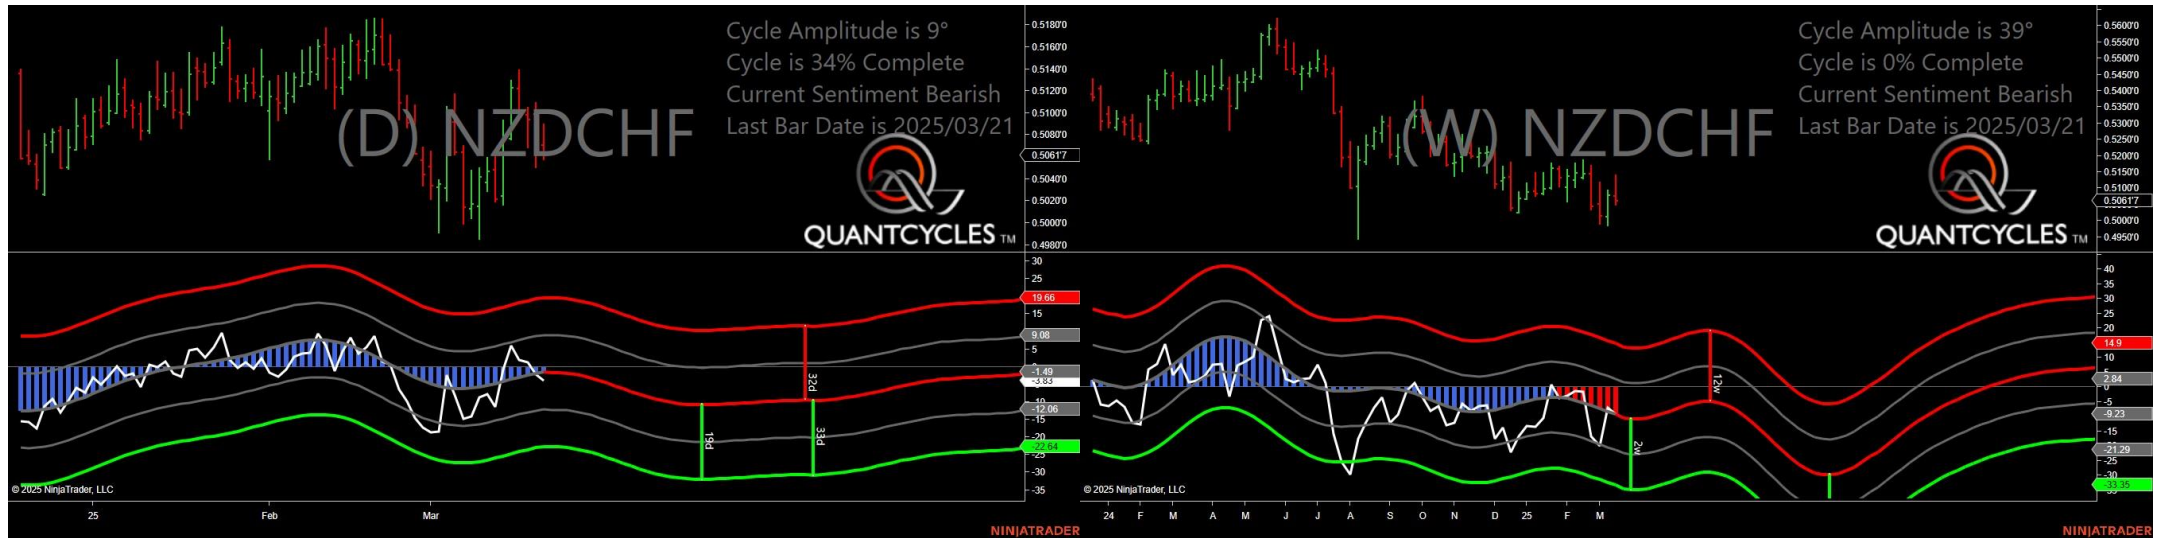 Cycle Amplitude is 9°
Cycle is 34% Complete
Current Sentiment Bearish
Last Bar Date is 2025/03/21
(D) NZDCHF
QUANTCYCLES TM
0.5180'0
0.5160'0
0.5140'0
0.5120'0
0.5100'0
0.5080'0
0.5061'7
0.5040'0
0.5020'0
0.5000'0
0.4980'0
30
25
19.66
15
9.08
5
-1.49
-3.83
-12.06
-15
-20
-22.64
-25
-30
-35
32d
19d
33d
© 2025 NinjaTrader, LLC
25 Feb Mar
NINJATRADER
Cycle Amplitude is 39°
Cycle is 0% Complete
Current Sentiment Bearish
Last Bar Date is 2025/03/21
(W) NZDCHF
QUANTCYCLES TM
0.5600'0
0.5550'0
0.5500'0
0.5450'0
0.5400'0
0.5350'0
0.5300'0
0.5250'0
0.5200'0
0.5150'0
0.5100'0
0.5061'7
0.5000'0
0.4950'0
40
35
30
25
20
14.9
10
5
2.84
-5
-9.23
-15
-21.29
-25
-30
-33.35
12w
2w
© 2025 NinjaTrader, LLC
24 F M A M J J A S O N D 25 F M
NINJATRADER